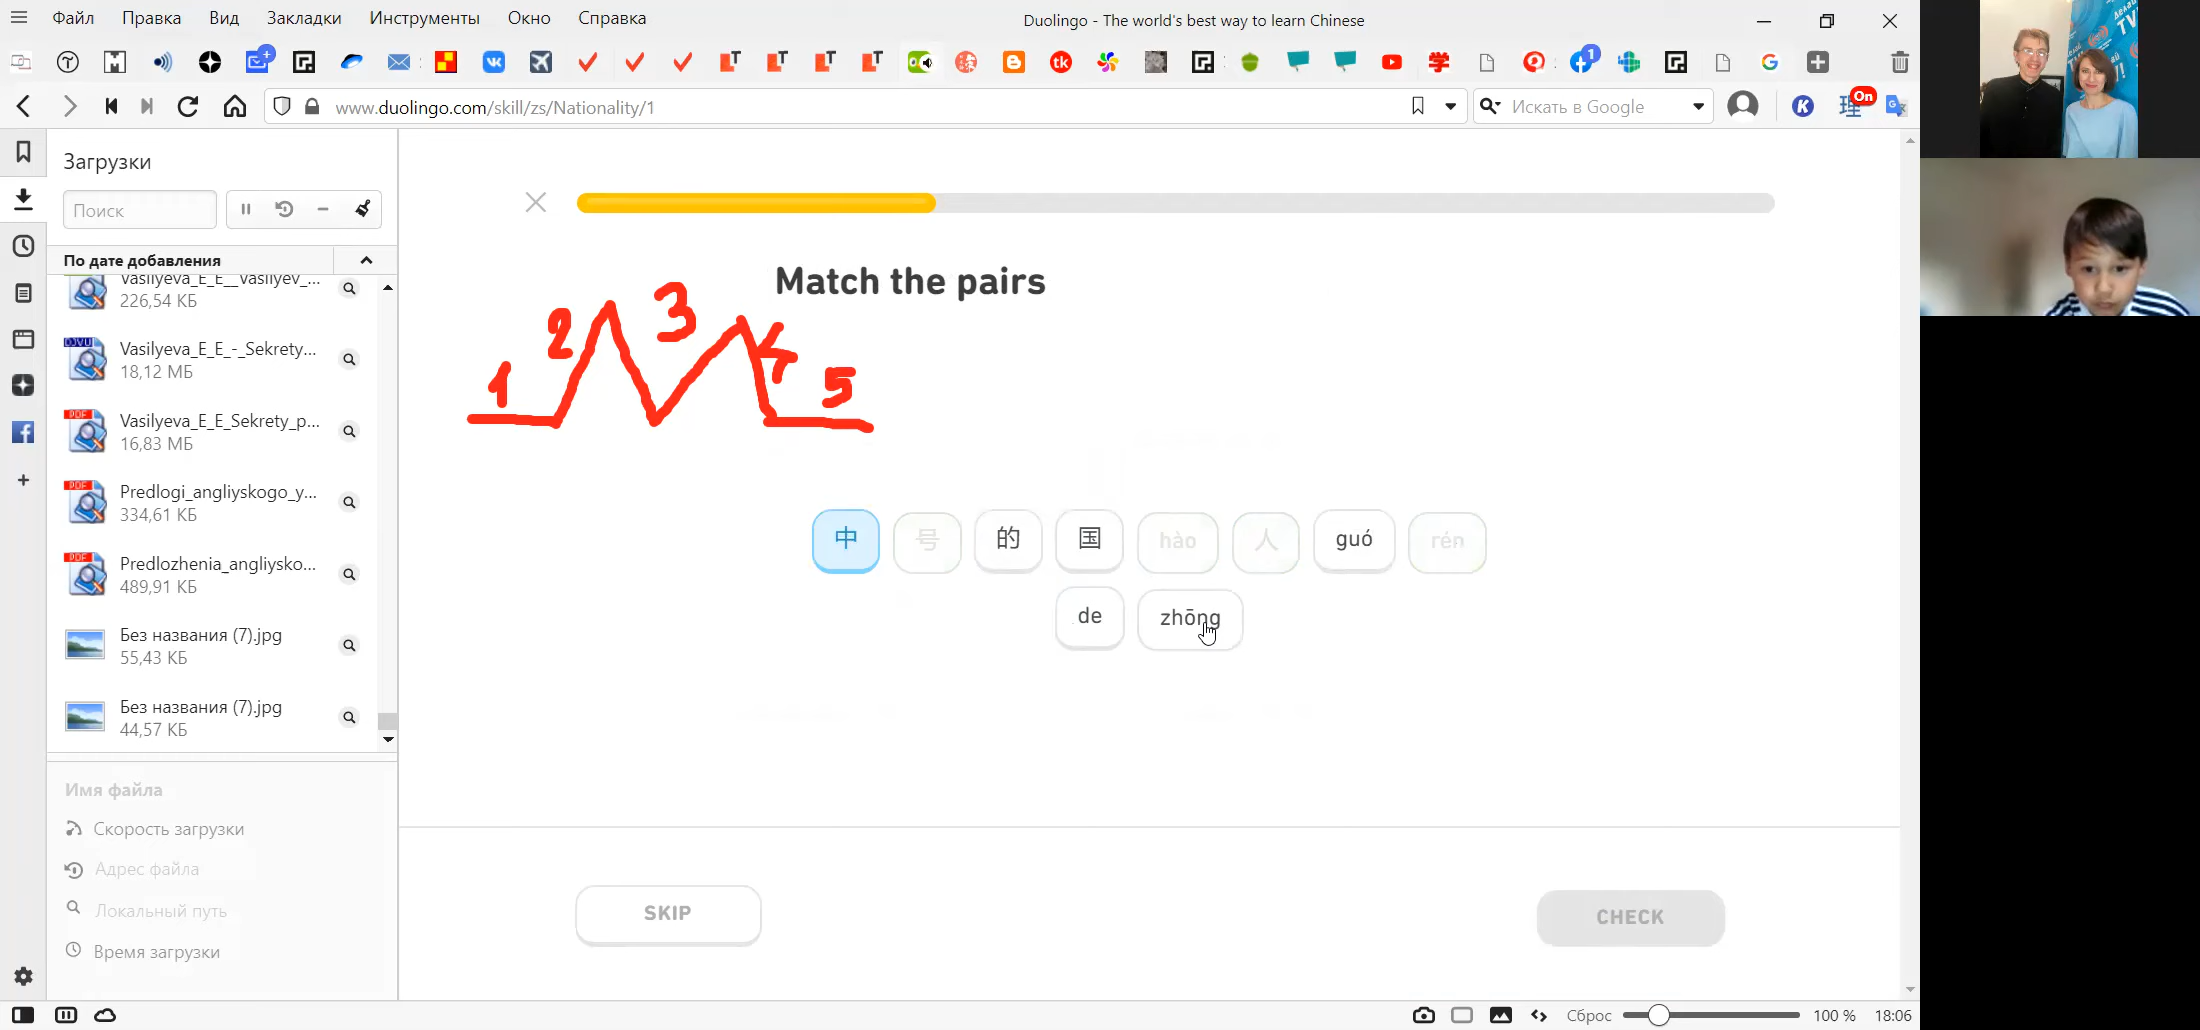 Файл Правка Вид Закладки Инструменты Окно Справка
Duolingo - The world's best way to learn Chinese
www.duolingo.com/skill/zs/Nationality/1
Искать в Google
On
Загрузки
Поиск
По дате добавления
Vasilyeva_E_E__Vasilyev_...
226,54 КБ
Vasilyeva_E_E_-_Sekrety...
18,12 МБ
Vasilyeva_E_E_Sekrety_p...
16,83 МБ
Predlogi_angliyskogo_y...
334,61 КБ
Predlozhenia_angliysko...
489,91 КБ
Без названия (7).jpg
55,43 КБ
Без названия (7).jpg
44,57 КБ
Имя файла
Скорость загрузки
Адрес файла
Локальный путь
Время загрузки
Match the pairs
1 2 3 4 5
中 号 的 国 hào 人 guó rén
de zhōng
SKIP
CHECK
Сброс 100 % 18:06